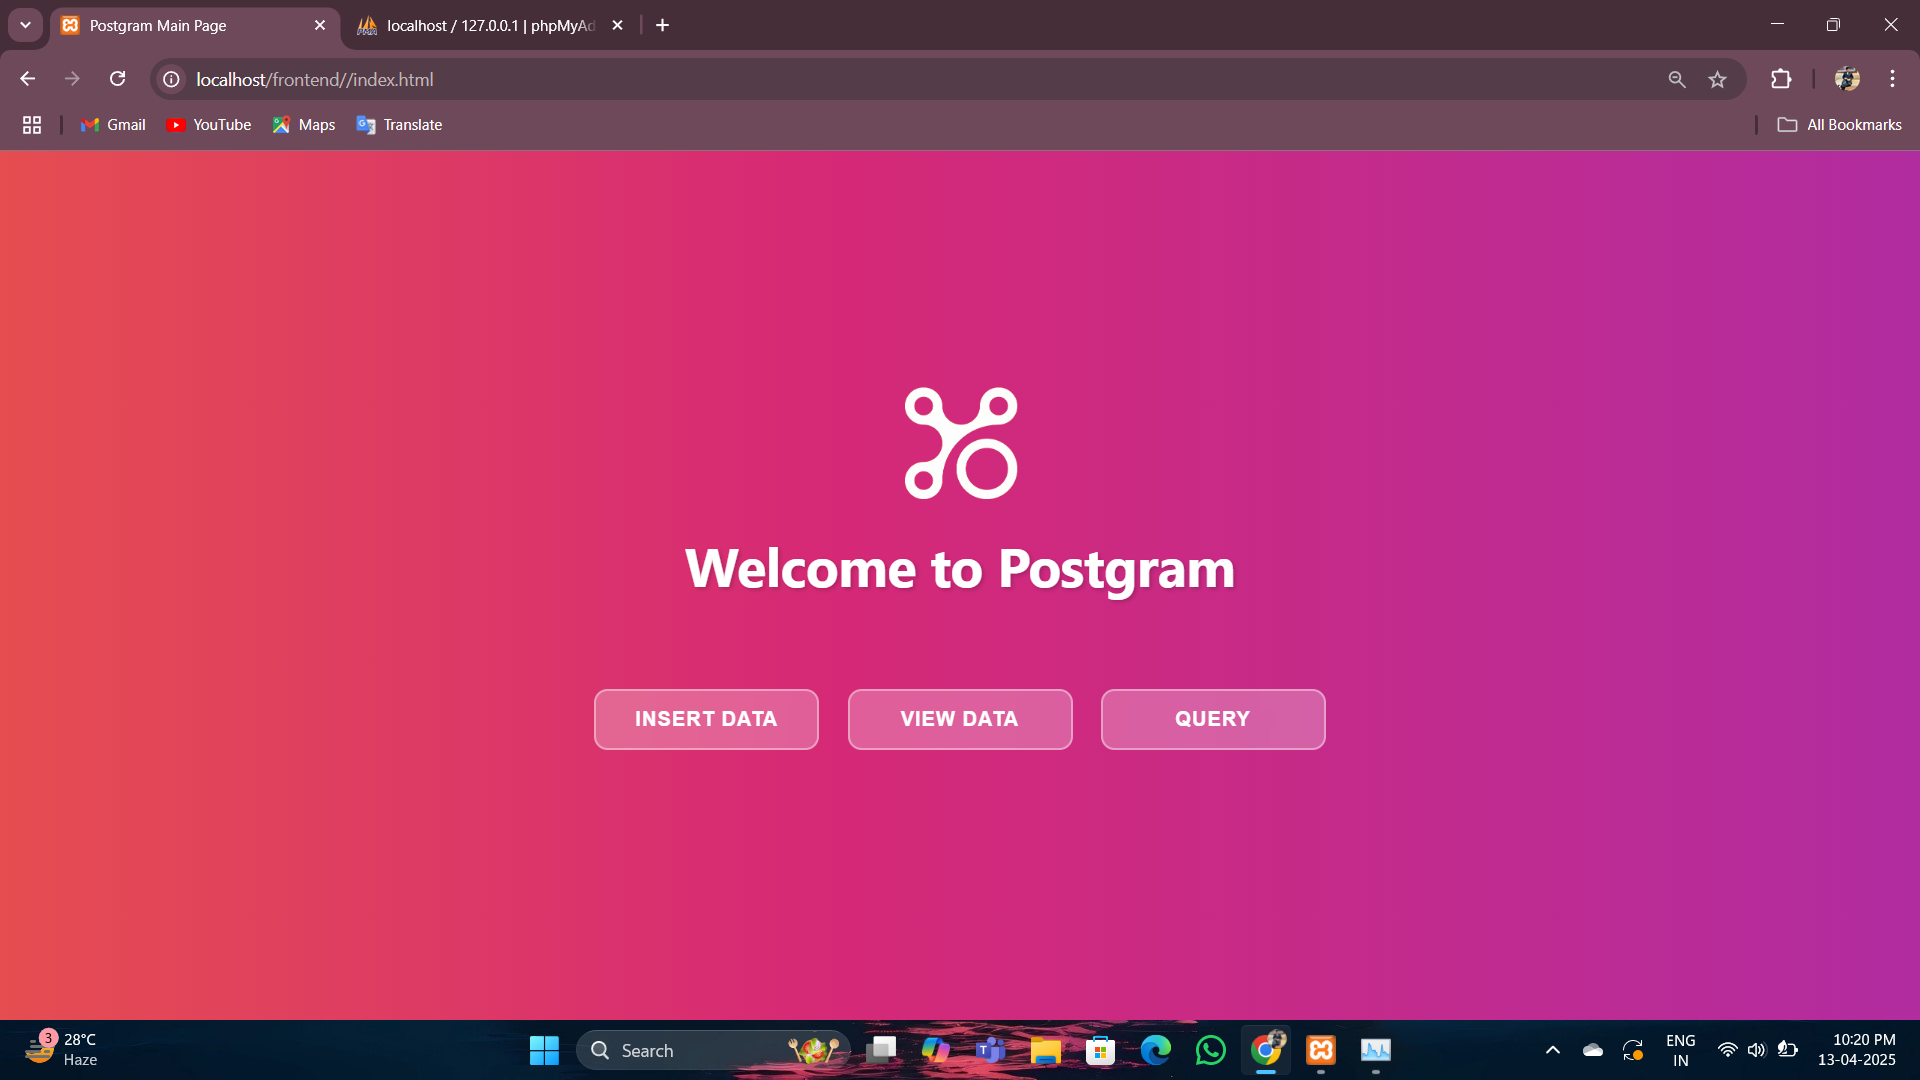 Postgram Main Page
localhost / 127.0.0.1 | phpMyAd
localhost/frontend//index.html
Gmail
YouTube
Maps
Translate
All Bookmarks
Welcome to Postgram
INSERT DATA
VIEW DATA
QUERY
3
28°C
Haze
Search
ENG
IN
10:20 PM
13-04-2025